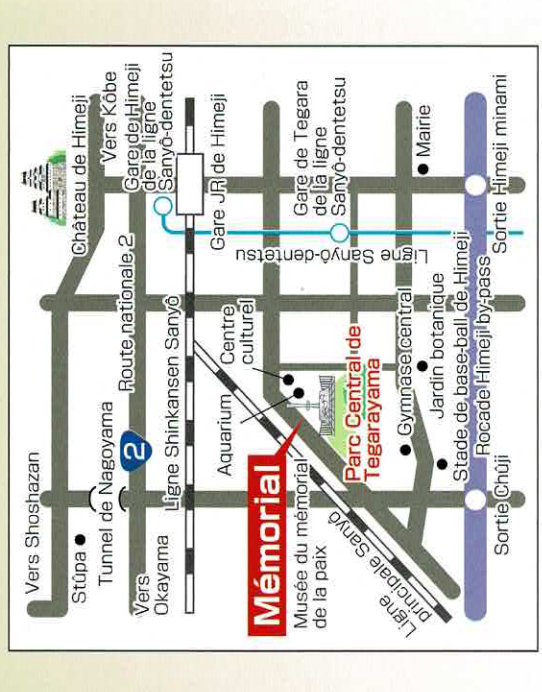 Château de Himeji
Vers Kôbe
Gare de Himeji
de la ligne
Sanyô-dentetsu
Gare JR de Himeji
Gare de Tegara
de la ligne
Sanyô-dentetsu
Mairie
Sortie Himeji minami
Ligne Sanyô-dentetsu
Route nationale 2
2
Ligne Shinkansen Sanyô
Centre
culturel
Aquarium
Parc Central de
Tegarayama
Gymnase central
Jardin botanique
Stade de base-ball de Himeji
Rocade Himeji by-pass
Vers Shoshazan
Stûpa
Tunnel de Nagoyama
Vers
Okayama
Mémorial
Musée du mémorial
de la paix
Ligne
principale Sanyô
Sortie Chûji